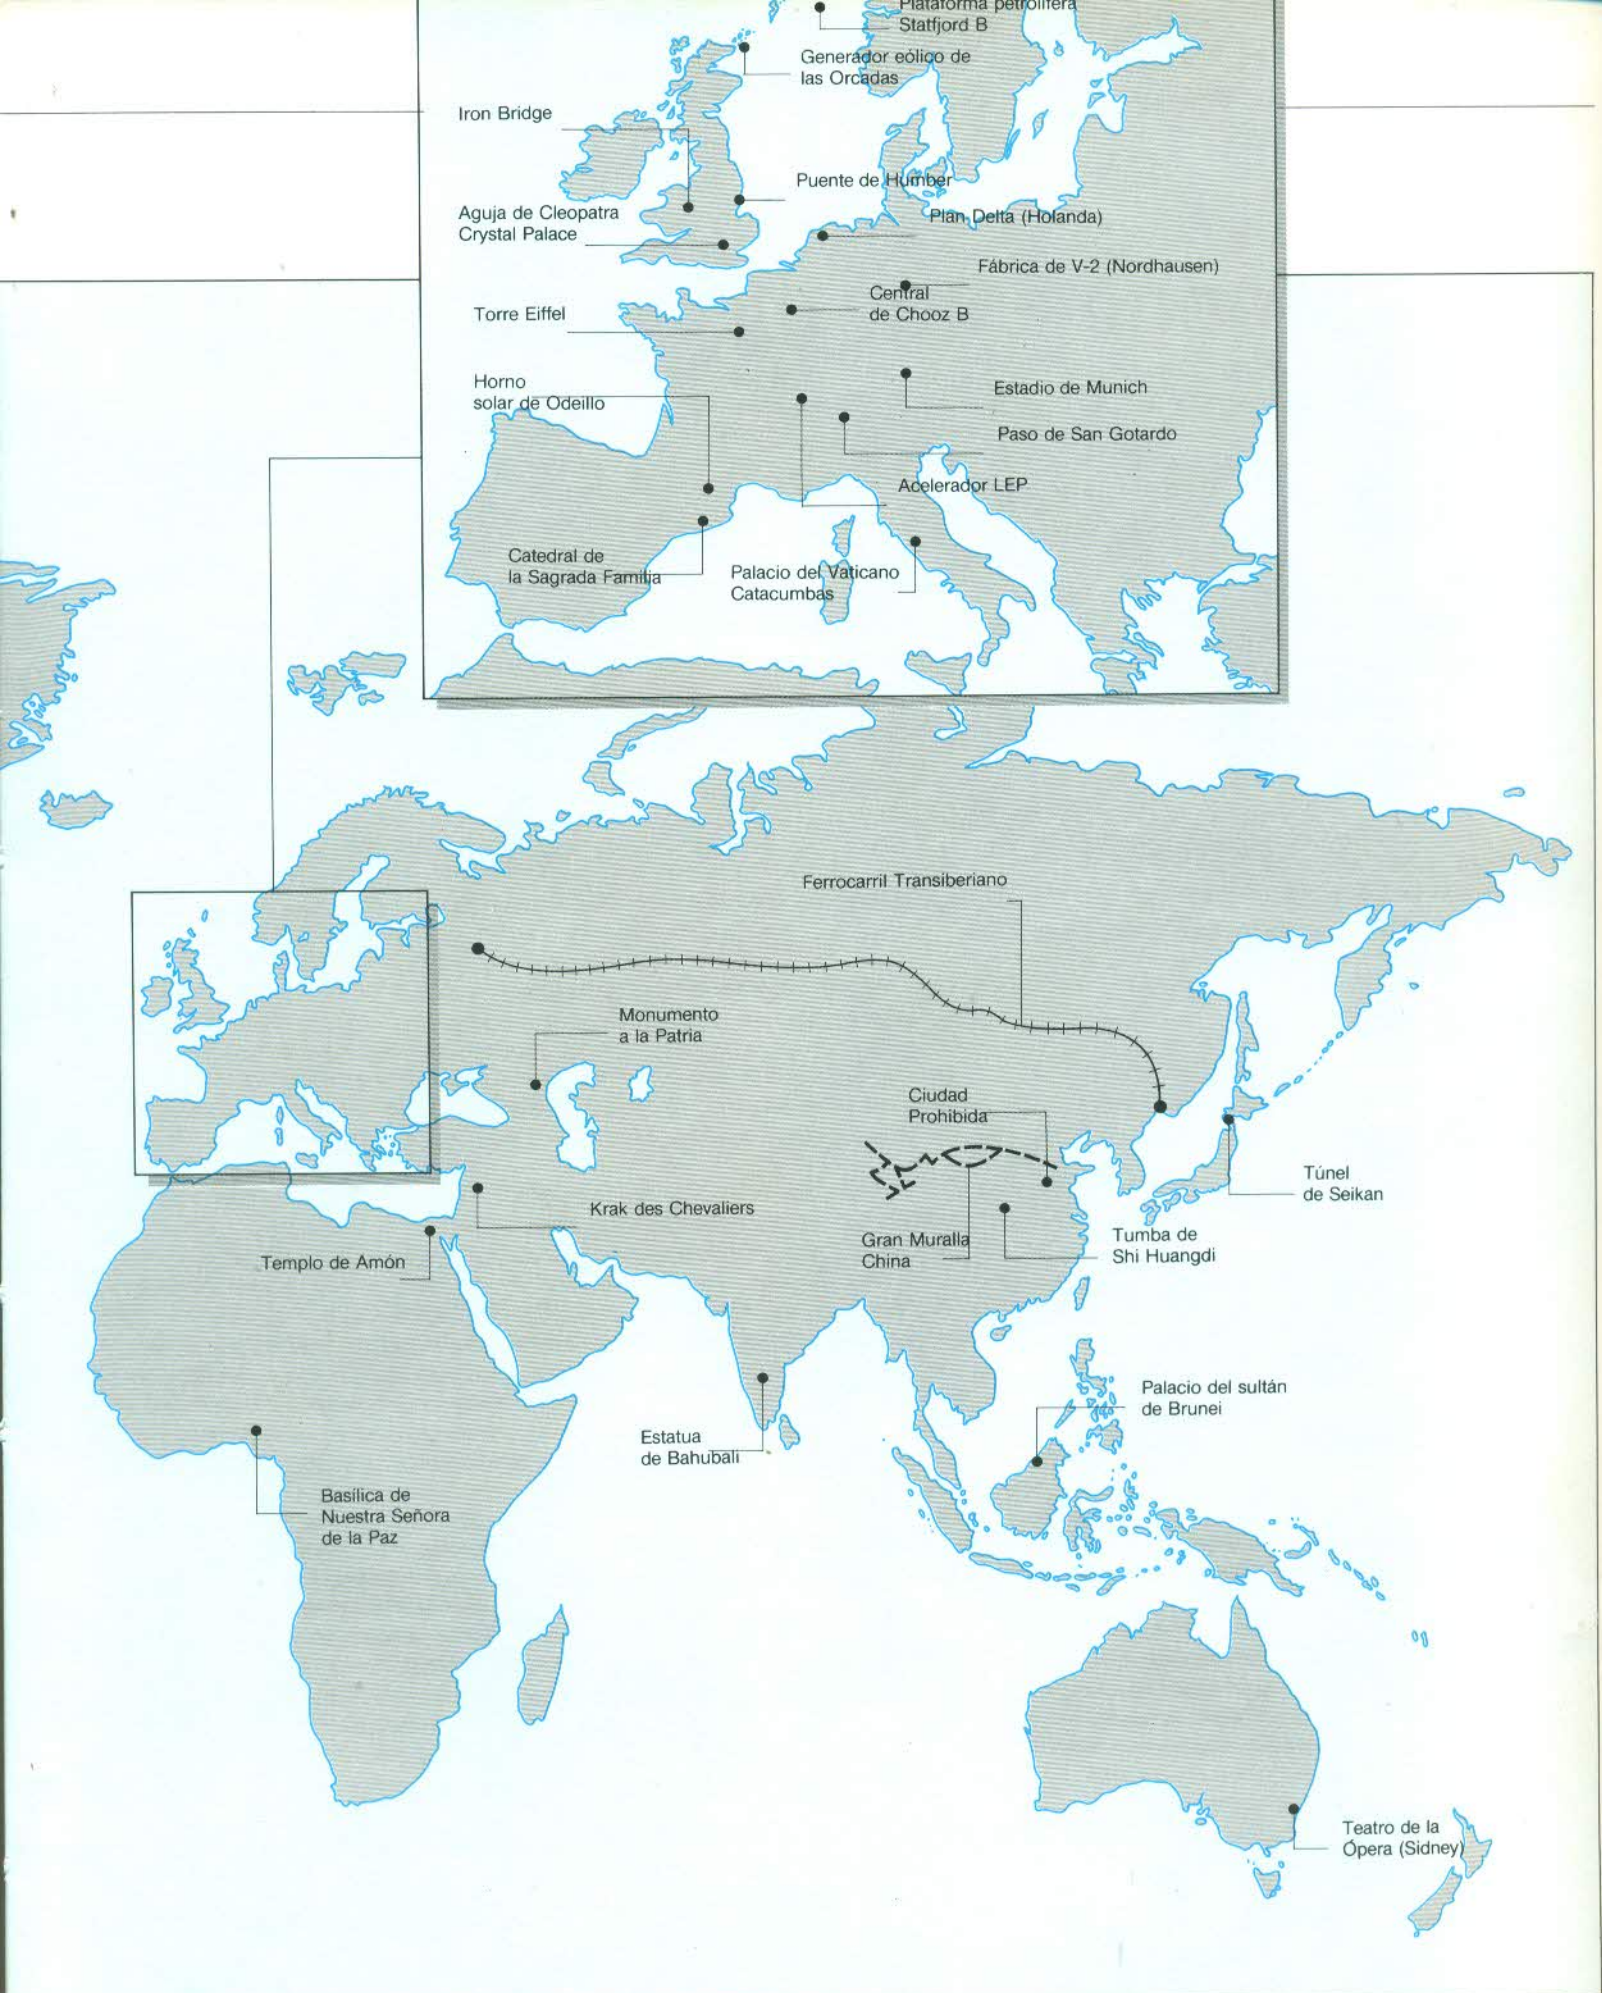 Plataforma petrolífera
Statfjord B
Generador eólico de
las Orcadas
Iron Bridge
Puente de Humber
Aguja de Cleopatra
Crystal Palace
Plan Delta (Holanda)
Fábrica de V-2 (Nordhausen)
Central
de Chooz B
Torre Eiffel
Horno
solar de Odeillo
Estadio de Munich
Paso de San Gotardo
Acelerador LEP
Catedral de
la Sagrada Familia
Palacio del Vaticano
Catacumbas
Ferrocarril Transiberiano
Monumento
a la Patria
Ciudad
Prohibida
Túnel
de Seikan
Krak des Chevaliers
Gran Muralla
China
Tumba de
Shi Huangdi
Templo de Amón
Palacio del sultán
de Brunei
Estatua
de Bahubali
Basílica de
Nuestra Señora
de la Paz
Teatro de la
Ópera (Sidney)